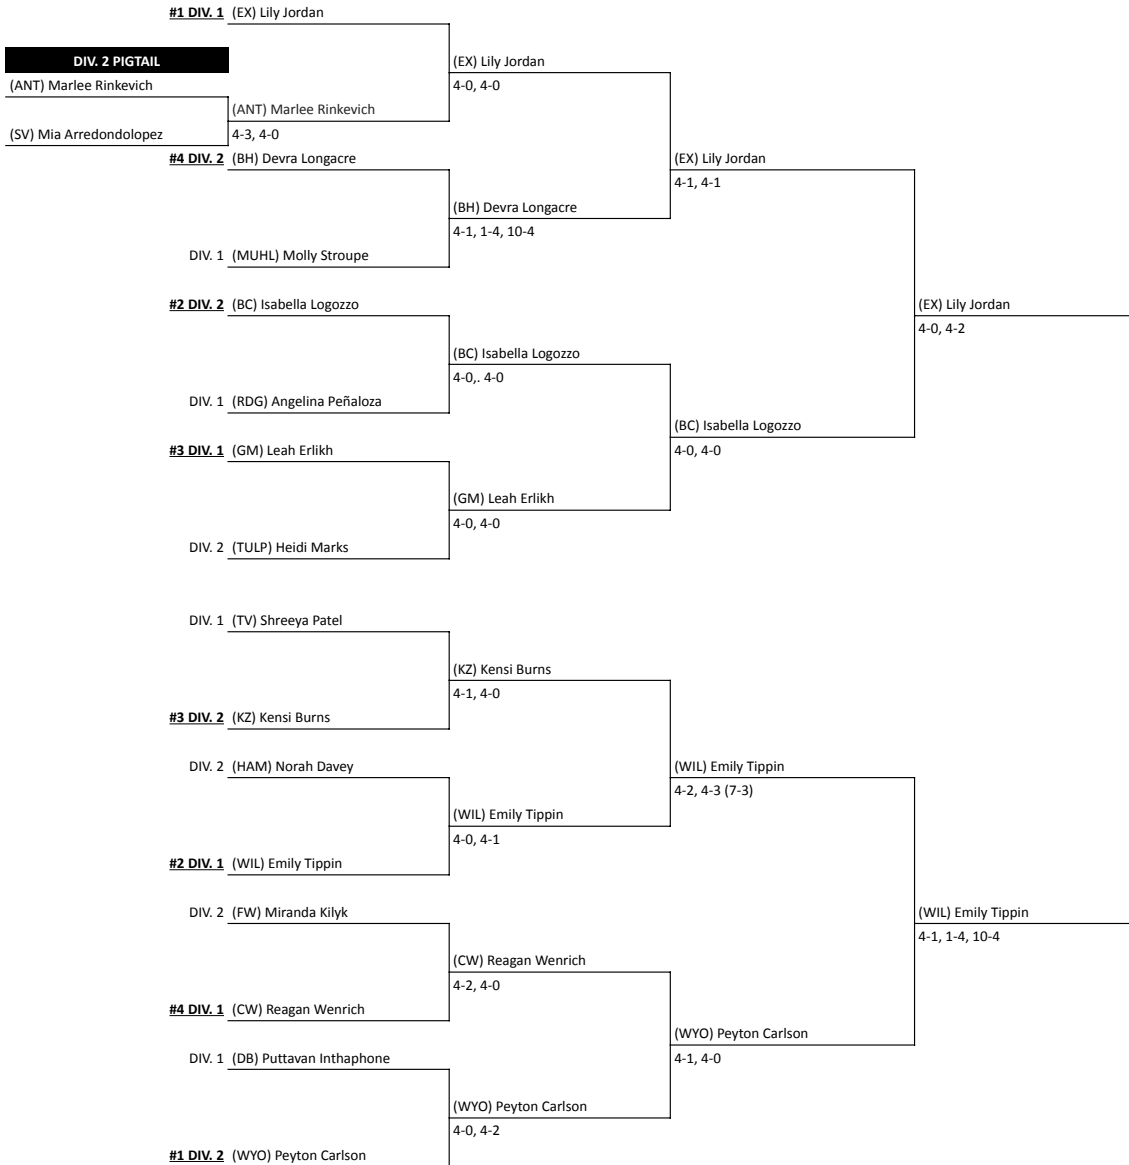 #1 DIV. 1 (EX) Lily Jordan
DIV. 2 PIGTAIL
(EX) Lily Jordan
(ANT) Marlee Rinkevich
4-0, 4-0
(ANT) Marlee Rinkevich
(SV) Mia Arredondolopez
4-3, 4-0
#4 DIV. 2 (BH) Devra Longacre
(EX) Lily Jordan
4-1, 4-1
(BH) Devra Longacre
4-1, 1-4, 10-4
DIV. 1 (MUHL) Molly Stroupe
#2 DIV. 2 (BC) Isabella Logozzo
(EX) Lily Jordan
4-0, 4-2
(BC) Isabella Logozzo
4-0,. 4-0
DIV. 1 (RDG) Angelina Peñaloza
(BC) Isabella Logozzo
#3 DIV. 1 (GM) Leah Erlikh
4-0, 4-0
(GM) Leah Erlikh
4-0, 4-0
DIV. 2 (TULP) Heidi Marks
DIV. 1 (TV) Shreeya Patel
(KZ) Kensi Burns
4-1, 4-0
#3 DIV. 2 (KZ) Kensi Burns
DIV. 2 (HAM) Norah Davey
(WIL) Emily Tippin
4-2, 4-3 (7-3)
(WIL) Emily Tippin
4-0, 4-1
#2 DIV. 1 (WIL) Emily Tippin
DIV. 2 (FW) Miranda Kilyk
(WIL) Emily Tippin
4-1, 1-4, 10-4
(CW) Reagan Wenrich
4-2, 4-0
#4 DIV. 1 (CW) Reagan Wenrich
(WYO) Peyton Carlson
DIV. 1 (DB) Puttavan Inthaphone
4-1, 4-0
(WYO) Peyton Carlson
4-0, 4-2
#1 DIV. 2 (WYO) Peyton Carlson